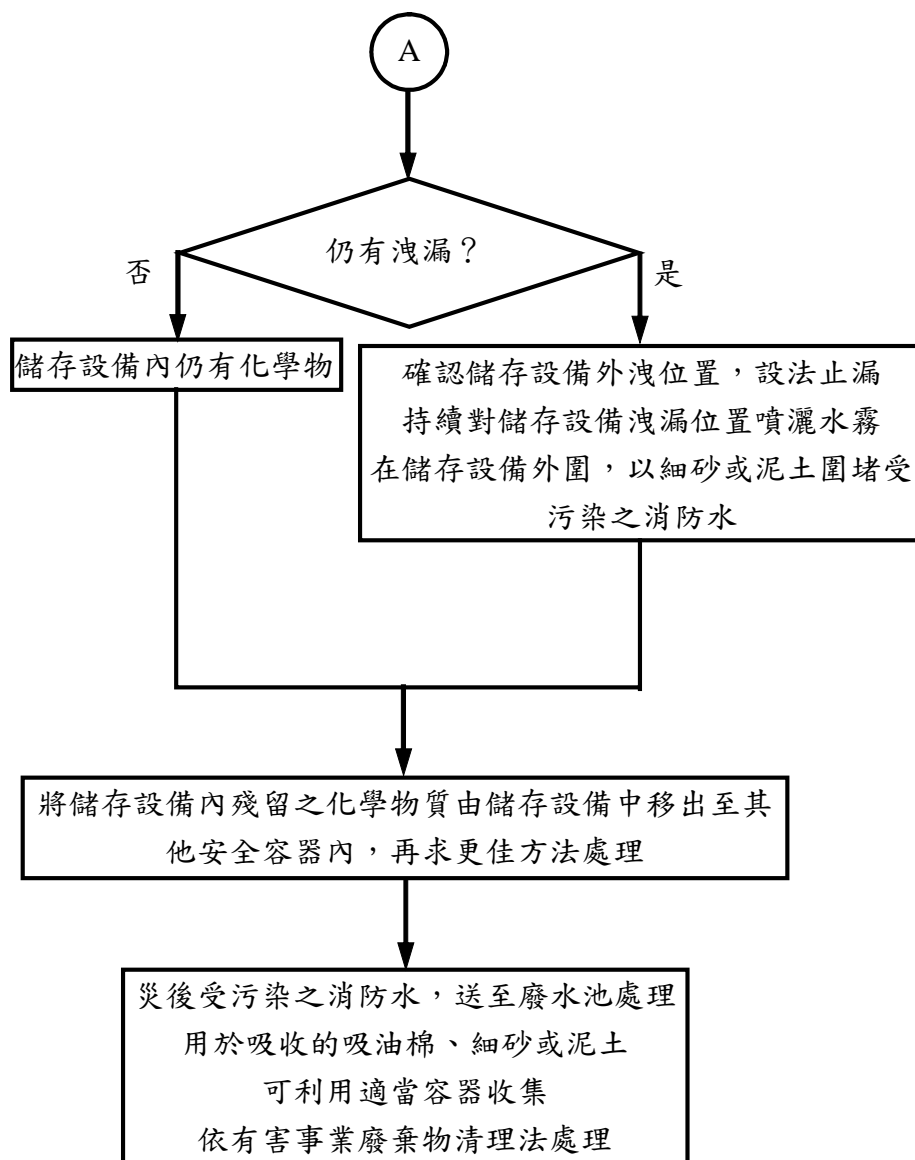 A
仍有洩漏？
否
是
儲存設備內仍有化學物
確認儲存設備外洩位置，設法止漏
持續對儲存設備洩漏位置噴灑水霧
在儲存設備外圍，以細砂或泥土圍堵受
污染之消防水
將儲存設備內殘留之化學物質由儲存設備中移出至其
他安全容器內，再求更佳方法處理
災後受污染之消防水，送至廢水池處理
用於吸收的吸油棉、細砂或泥土
可利用適當容器收集
依有害事業廢棄物清理法處理